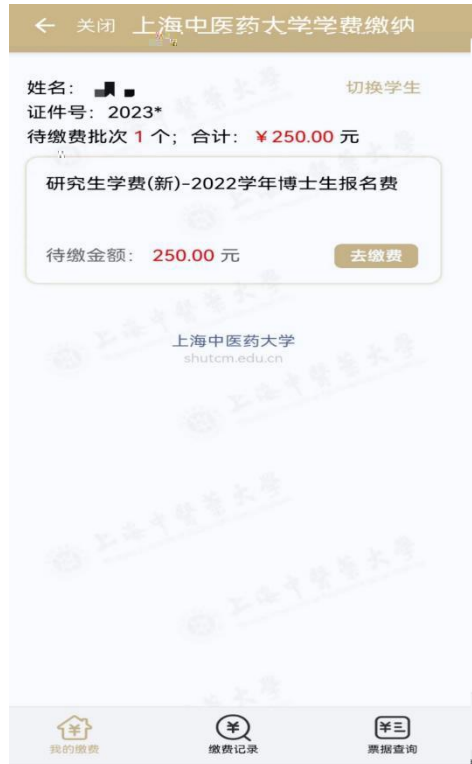 关闭 上海中医药大学学费缴纳
姓名: 切换学生
证件号: 2023*
待缴费批次 1 个; 合计: ￥250.00 元
研究生学费(新)-2022学年博士生报名费
待缴金额: 250.00 元 去缴费
上海中医药大学
shutcm.edu.cn
我的缴费 缴费记录 票据查询